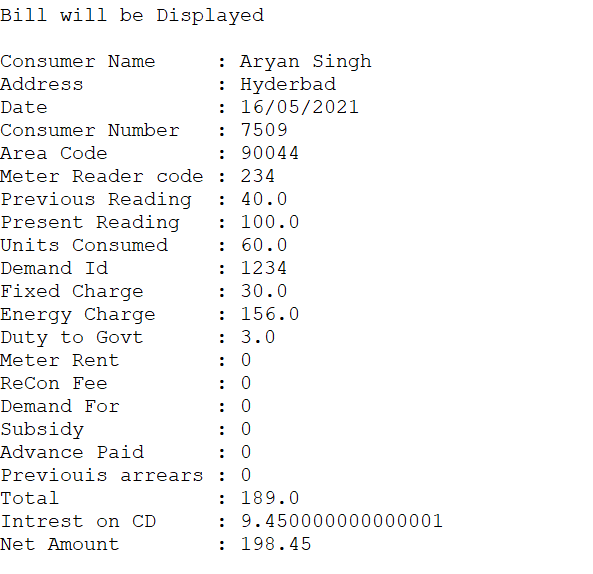 Bill will be Displayed
Consumer Name : Aryan Singh
Address : Hyderbad
Date : 16/05/2021
Consumer Number : 7509
Area Code : 90044
Meter Reader code : 234
Previous Reading : 40.0
Present Reading : 100.0
Units Consumed : 60.0
Demand Id : 1234
Fixed Charge : 30.0
Energy Charge : 156.0
Duty to Govt : 3.0
Meter Rent : 0
ReCon Fee : 0
Demand For : 0
Subsidy : 0
Advance Paid : 0
Previouis arrears : 0
Total : 189.0
Intrest on CD : 9.450000000000001
Net Amount : 198.45